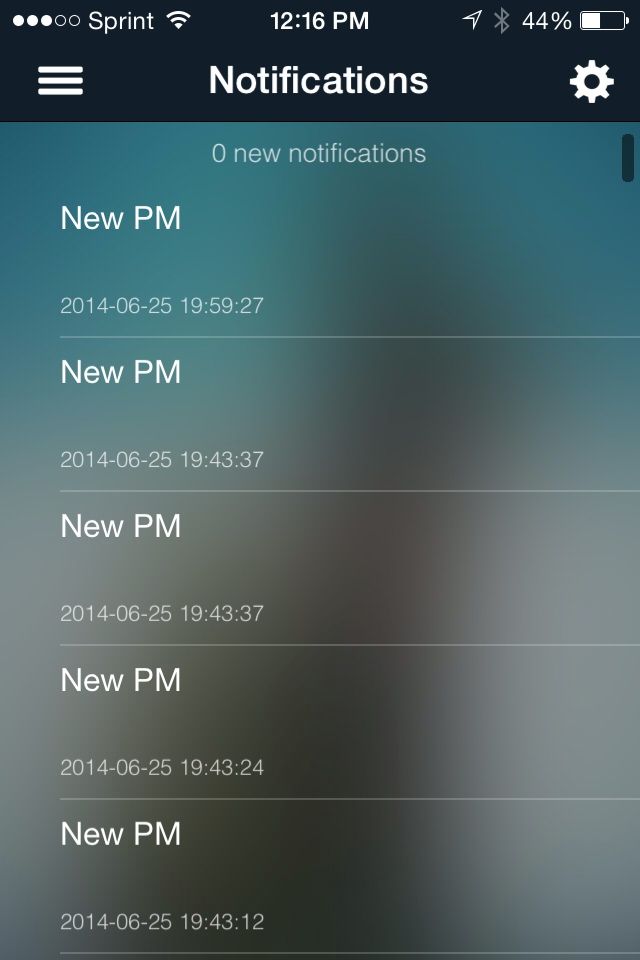 Sprint 12:16 PM 44%
Notifications
0 new notifications
New PM
2014-06-25 19:59:27
New PM
2014-06-25 19:43:37
New PM
2014-06-25 19:43:37
New PM
2014-06-25 19:43:24
New PM
2014-06-25 19:43:12